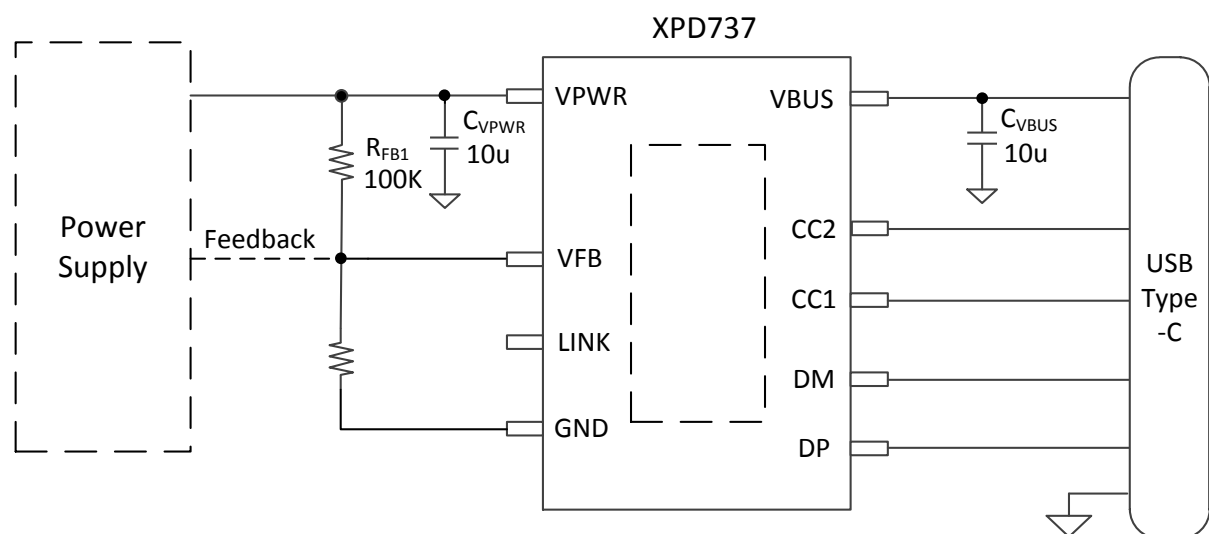 XPD737
VPWR
VBUS
CVPWR
10u
CVBUS
10u
RFB1
100K
Power
Supply
Feedback
VFB
CC2
CC1
USB
Type
-C
LINK
DM
GND
DP